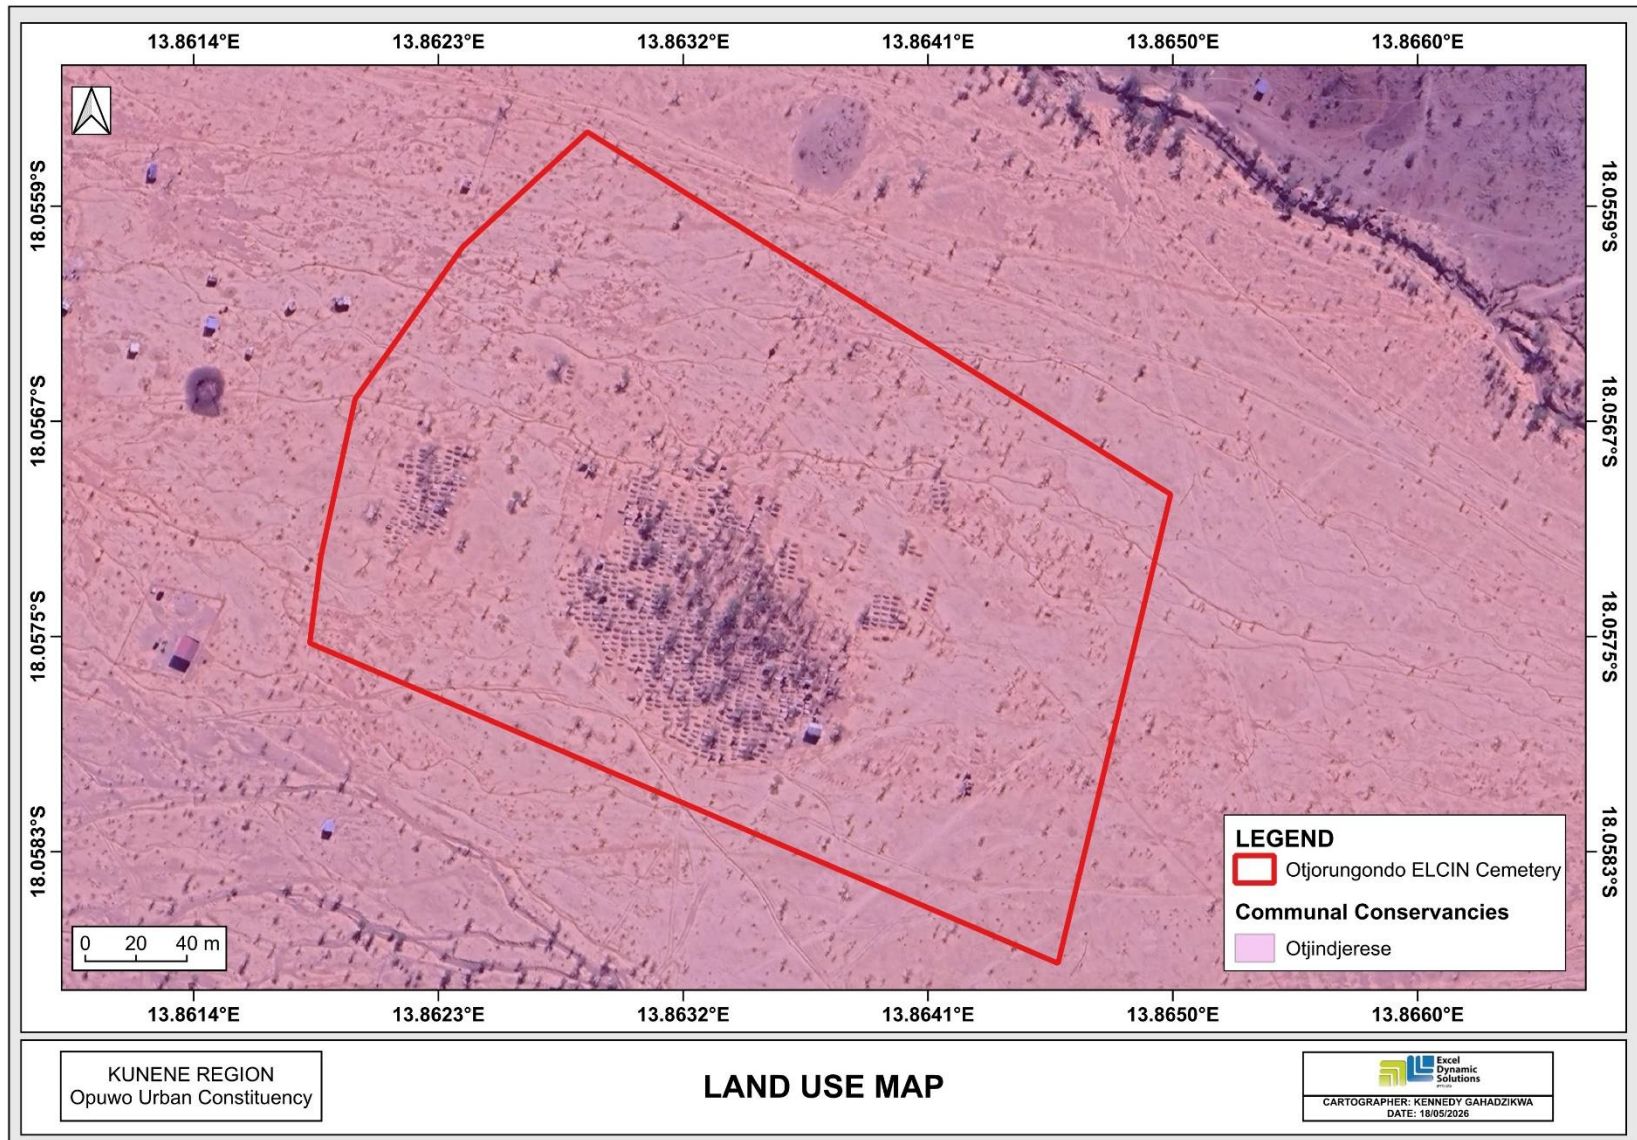 13.8614°E 13.8623°E 13.8632°E 13.8641°E 13.8650°E 13.8660°E
18.0559°S
18.0567°S
18.0575°S
18.0583°S
18.0559°S
18.0567°S
18.0575°S
18.0583°S
LEGEND
Otjorungondo ELCIN Cemetery
Communal Conservancies
Otjindjerese
0 20 40 m
13.8614°E 13.8623°E 13.8632°E 13.8641°E 13.8650°E 13.8660°E
KUNENE REGION
Opuwo Urban Constituency
LAND USE MAP
Excel
Dynamic
Solutions
CARTOGRAPHER: KENNEDY GAHADZIKWA
DATE: 18/05/2026